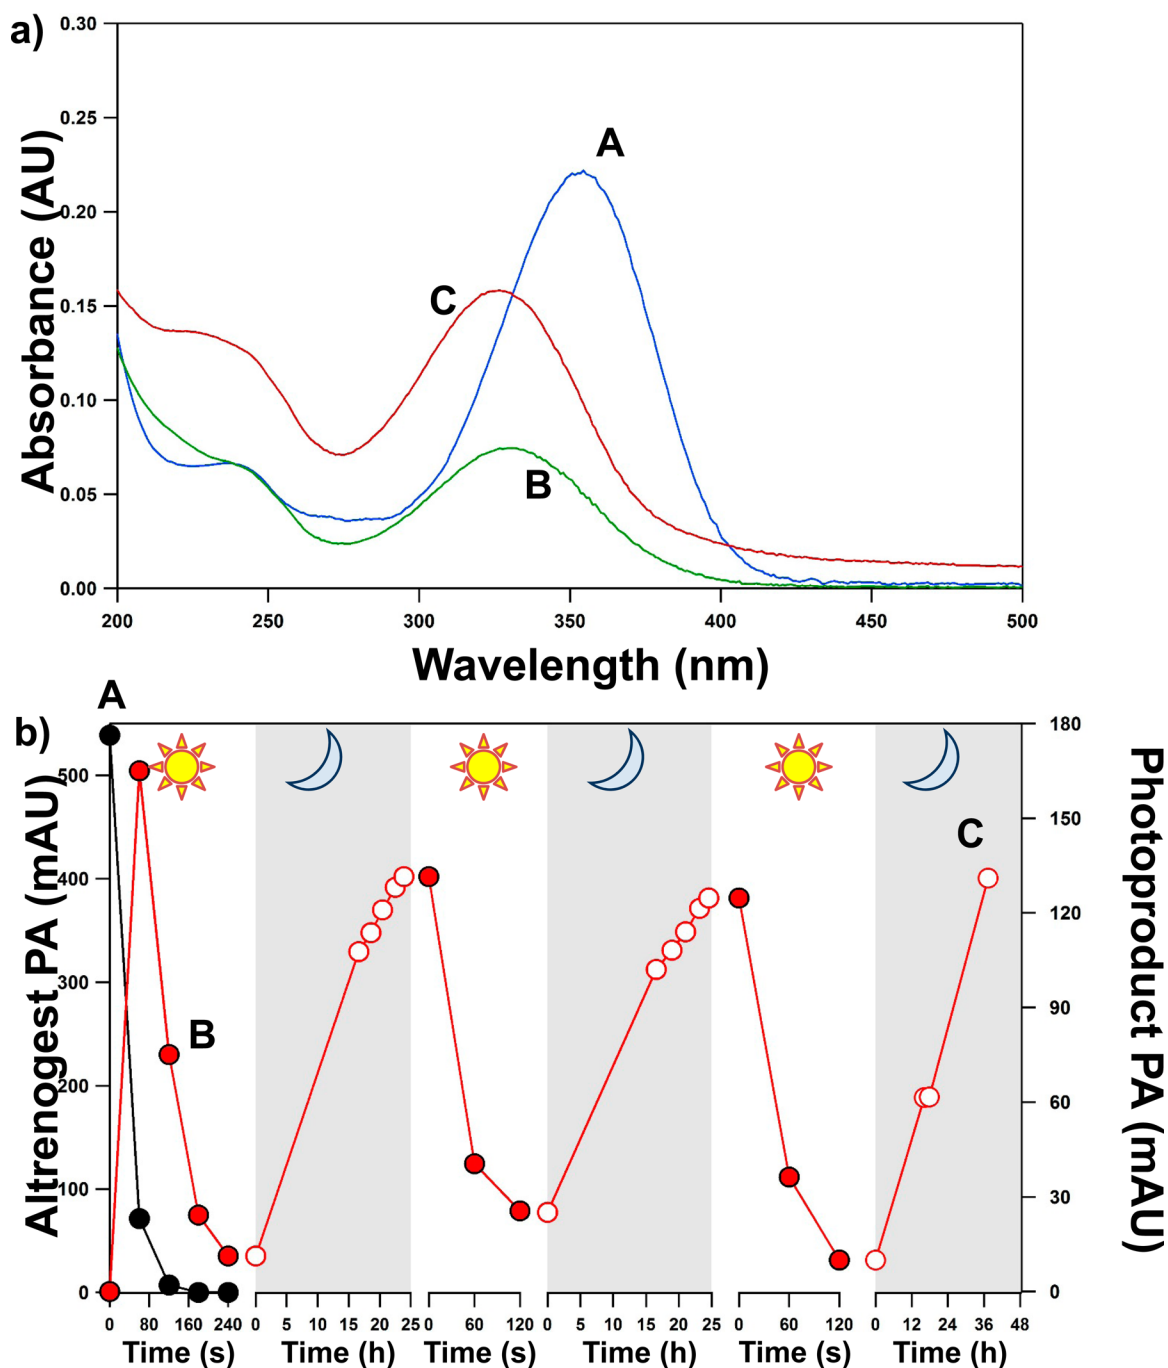 a)
Absorbance (AU)
0.30
0.25
0.20
0.15
0.10
0.05
0.00
A
C
B
200 250 300 350 400 450 500
Wavelength (nm)
A
b)
Altrenogest PA (mAU)
500
400
300
200
100
0
B
C
180
150
120
90
60
30
0
Photoproduct PA (mAU)
0 80 160 240 0 5 10 15 20 25 0 60 120 0 5 10 15 20 25 0 60 120 0 12 24 36 48
Time (s) Time (h) Time (s) Time (h) Time (s) Time (h)